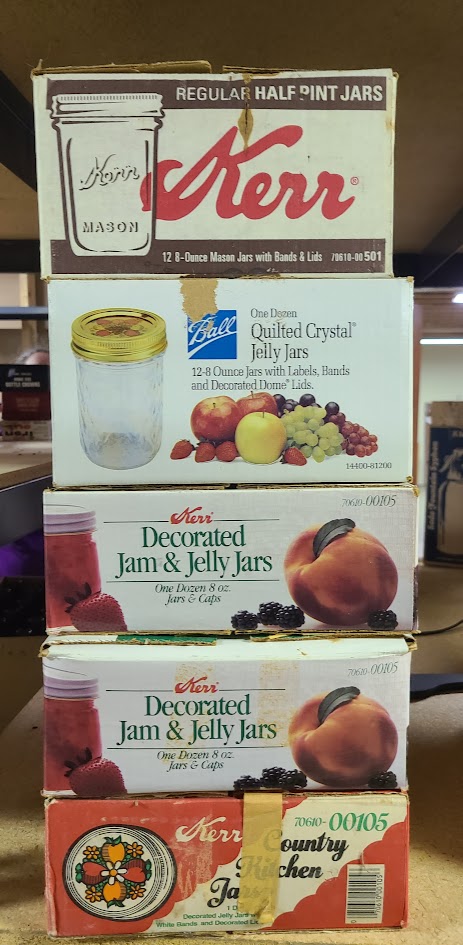 REGULAR HALF PINT JARS
Kerr
MASON
Kerr®
12 8-Ounce Mason Jars with Bands & Lids 70610-00501
Ball
One Dozen
Quilted Crystal®
Jelly Jars
12-8 Ounce Jars with Labels, Bands
and Decorated Dome® Lids.
14400-81200
70610-00105
Kerr
Decorated
Jam & Jelly Jars
One Dozen 8 oz.
Jars & Caps
70610-00105
Kerr
Decorated
Jam & Jelly Jars
One Dozen 8 oz.
Jars & Caps
70610-00105
Kerr
Country
Kitchen
Decorated Jelly Jars
White Bands and Decorated